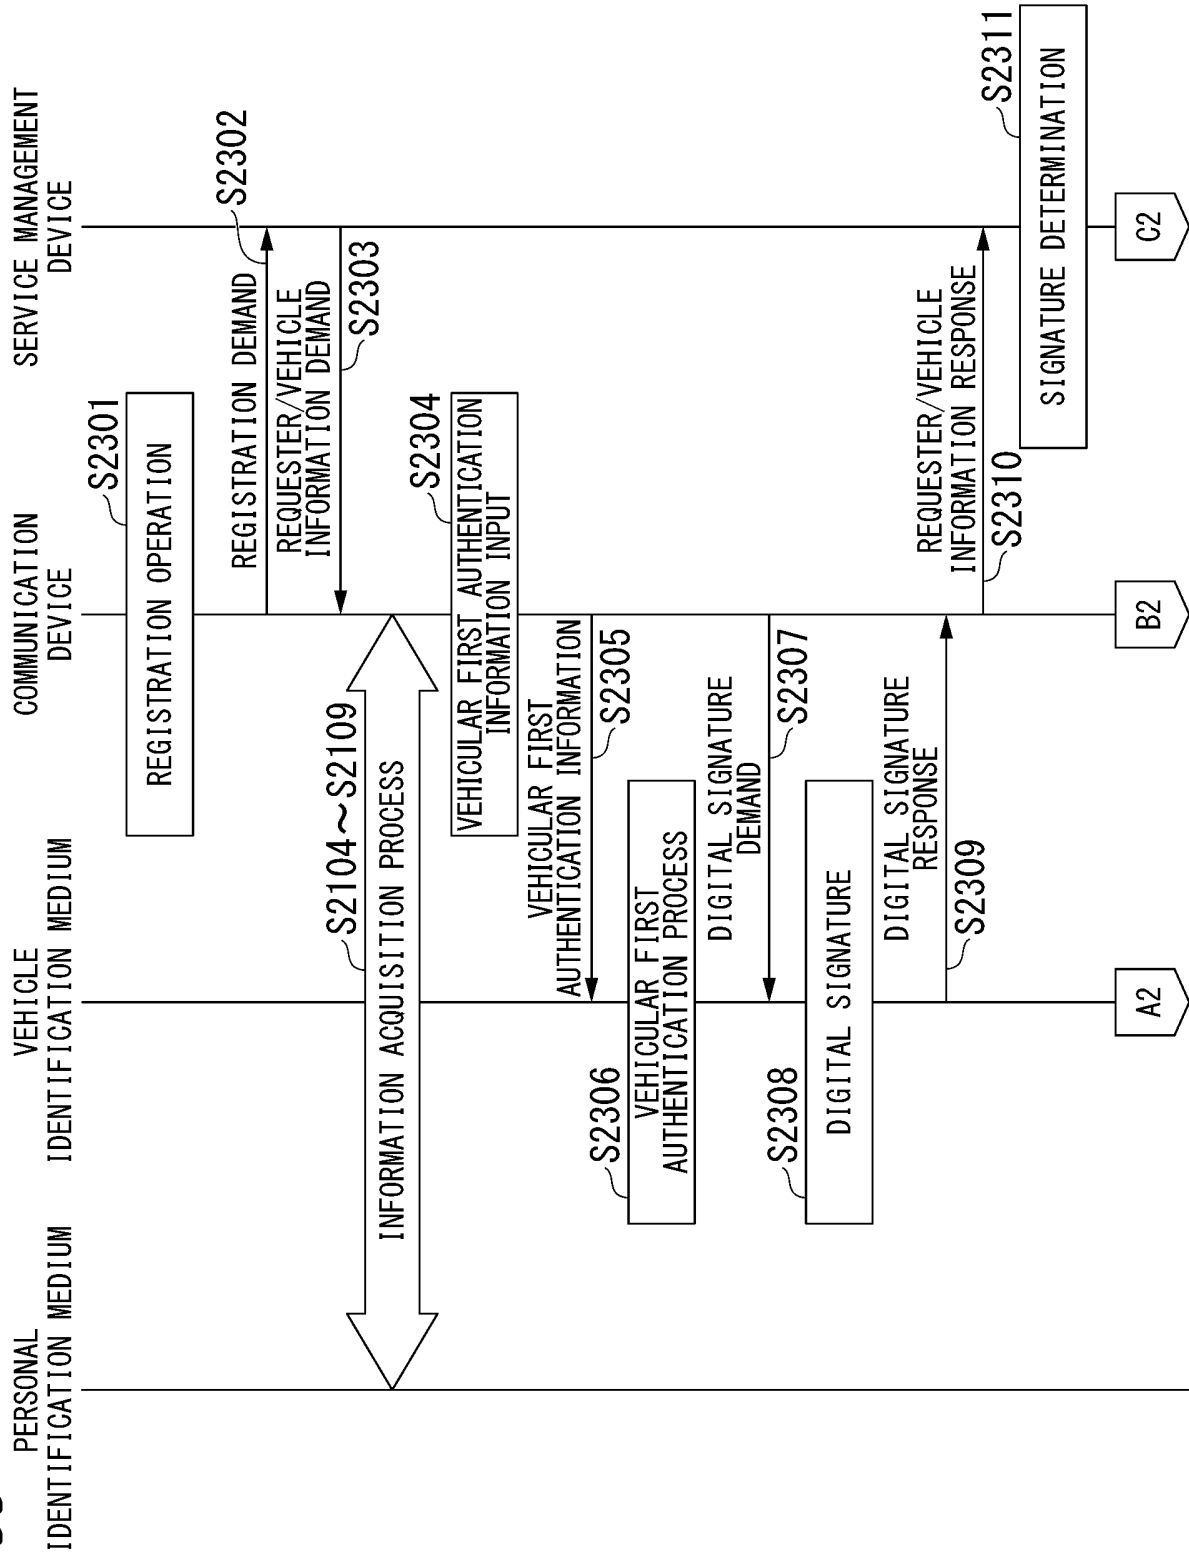 PERSONAL
IDENTIFICATION MEDIUM
VEHICLE
IDENTIFICATION MEDIUM
COMMUNICATION
DEVICE
SERVICE MANAGEMENT
DEVICE
S2301
REGISTRATION OPERATION
S2302
REGISTRATION DEMAND
REQUESTER/VEHICLE
INFORMATION DEMAND
S2303
S2104~S2109
INFORMATION ACQUISITION PROCESS
S2304
VEHICULAR FIRST AUTHENTICATION
INFORMATION INPUT
VEHICULAR FIRST
AUTHENTICATION INFORMATION
S2305
S2306
VEHICULAR FIRST
AUTHENTICATION PROCESS
DIGITAL SIGNATURE
DEMAND
S2307
S2308
DIGITAL SIGNATURE
DIGITAL SIGNATURE
RESPONSE
S2309
REQUESTER/VEHICLE
INFORMATION RESPONSE
S2310
S2311
SIGNATURE DETERMINATION
A2
B2
C2